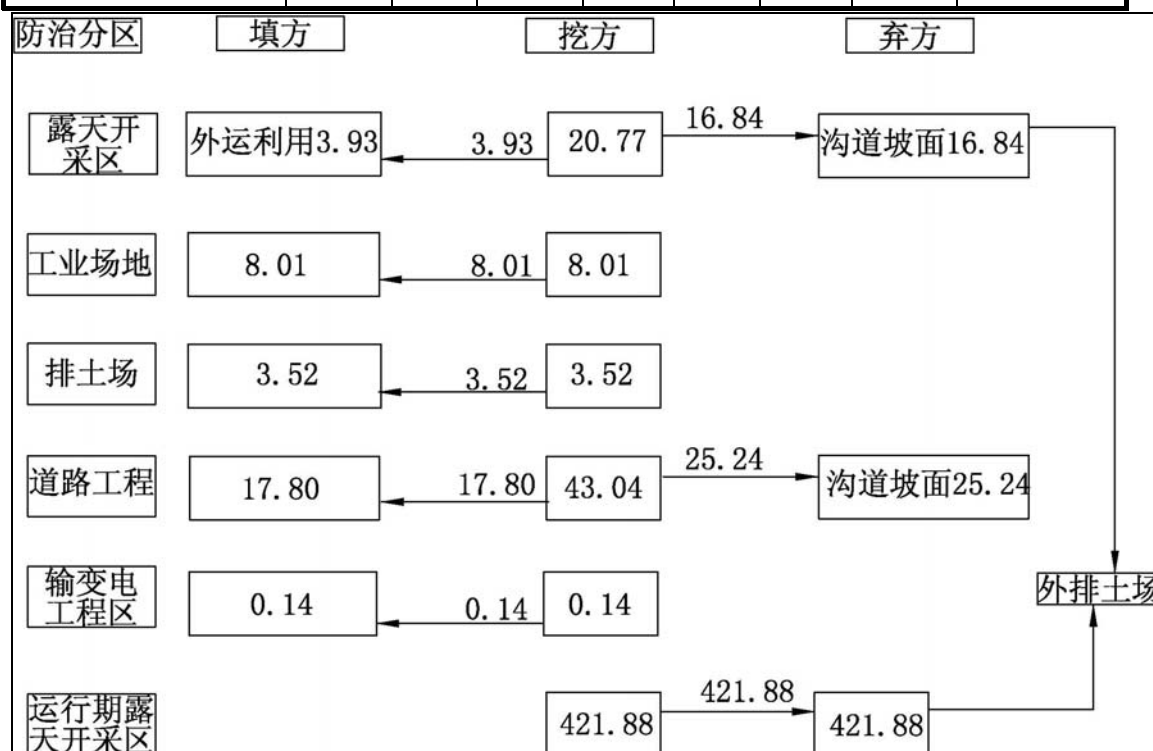 防治分区 填方 挖方 弃方
露天开
采区
外运利用3.93 3.93 20.77 16.84 沟道坡面16.84
工业场地 8.01 8.01 8.01
排土场 3.52 3.52 3.52
道路工程 17.80 17.80 43.04 25.24 沟道坡面25.24
输变电
工程区
0.14 0.14 0.14
外排土场
运行期露
天开采区
421.88 421.88 421.88